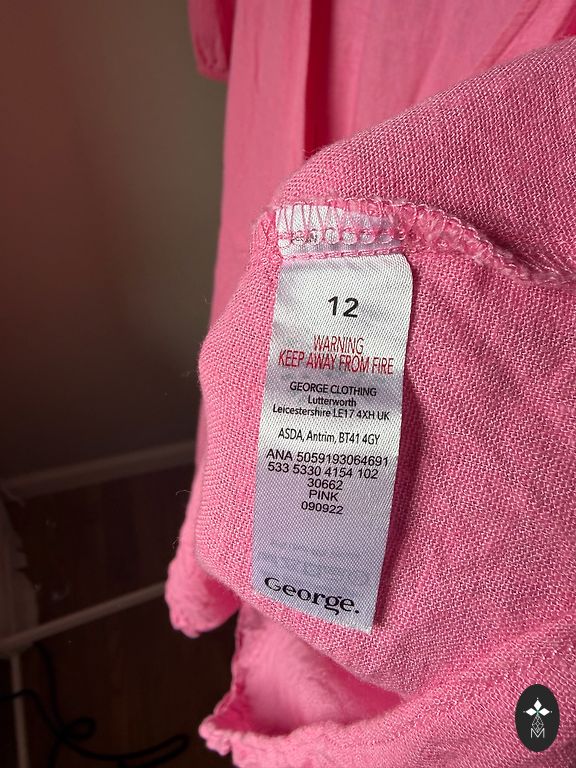 12
WARNING
KEEP AWAY FROM FIRE
GEORGE CLOTHING
Lutterworth
Leicestershire LE17 4XH UK
ASDA, Antrim, BT41 4GY
ANA 5059193064691
533 5330 4154 102
30662
PINK
090922
George.
M